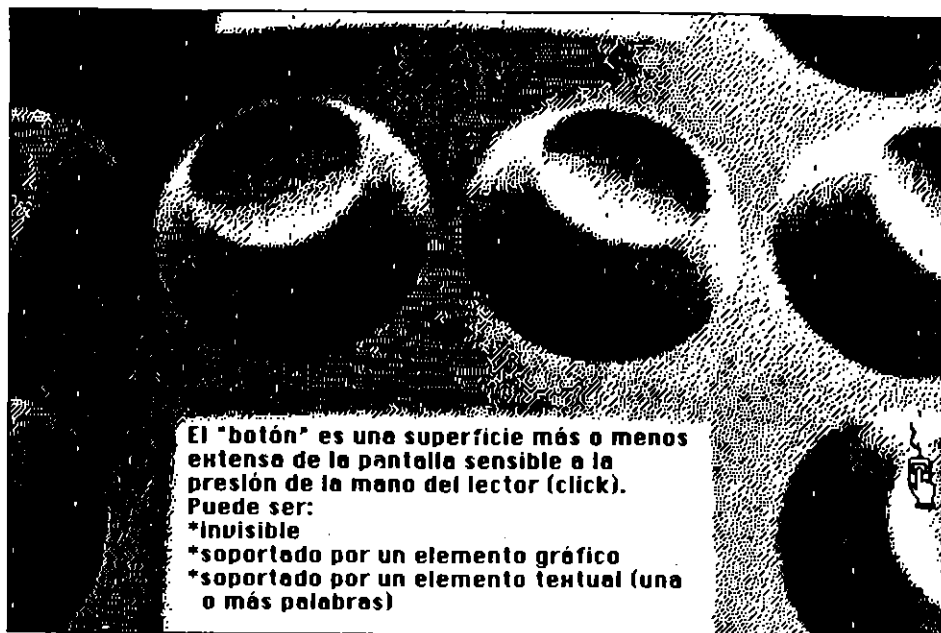 El "botón" es una superficie más o menos
extensa de la pantalla sensible a la
presión de la mano del lector (click).
Puede ser:
*invisible
*soportado por un elemento gráfico
*soportado por un elemento textual (una
o más palabras)